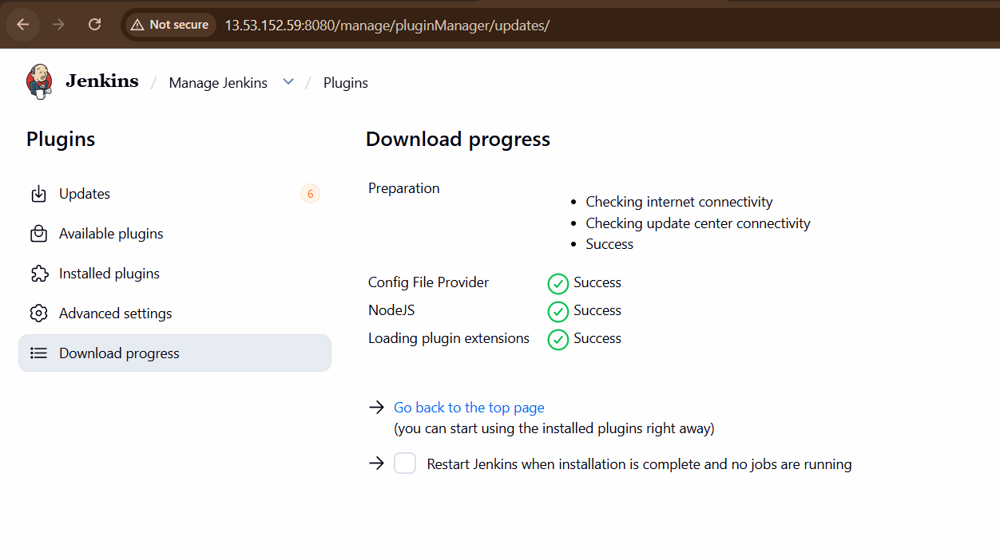 Not secure 13.53.152.59:8080/manage/pluginManager/updates/
Jenkins / Manage Jenkins / Plugins
Plugins
Updates 6
Available plugins
Installed plugins
Advanced settings
Download progress
Download progress
Preparation
Checking internet connectivity
Checking update center connectivity
Success
Config File Provider Success
NodeJS Success
Loading plugin extensions Success
Go back to the top page
(you can start using the installed plugins right away)
Restart Jenkins when installation is complete and no jobs are running